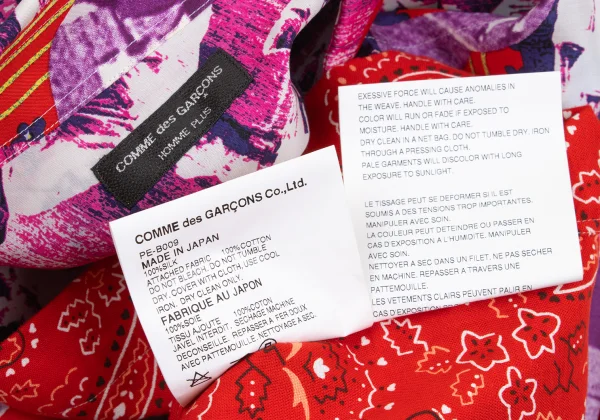 COMME des GARÇONS
HOMME PLUS
COMME des GARÇONS Co.,Ltd.
PE-B009
MADE IN JAPAN
100%SILK
ATTACHED FABRIC 100%COTTON
DO NOT BLEACH. DO NOT TUMBLE
DRY. COVER WITH CLOTH, USE COOL
IRON. DRY CLEAN ONLY.
FABRIQUE AU JAPON
100%SOIE
TISSU AJOUTE 100%COTON
JAVEL INTERDIT. SECHAGE MACHINE
DECONSEILLE. REPASSER A FER DOUX
AVEC PATTEMOUILLE. NETTOYAGE A SEC.
EXESSIVE FORCE WILL CAUSE ANOMALIES IN
THE WEAVE. HANDLE WITH CARE.
COLOR WILL RUN OR FADE IF EXPOSED TO
MOISTURE. HANDLE WITH CARE.
DRY CLEAN IN A NET BAG. DO NOT TUMBLE DRY. IRON
THROUGH A PRESSING CLOTH.
PALE GARMENTS WILL DISCOLOR WITH LONG
EXPOSURE TO SUNLIGHT.
LE TISSAGE PEUT SE DEFORMER SI IL EST
SOUMIS A DES TENSIONS TROP IMPORTANTES.
MANIPULER AVEC SOIN.
LA COULEUR PEUT DETEINDRE OU PASSER EN
CAS D'EXPOSITION A L'HUMIDITE. MANIPULER
AVEC SOIN.
NETTOYER A SEC DANS UN FILET. NE PAS SECHER
EN MACHINE. REPASSER A TRAVERS UNE
PATTEMOUILLE.
LES VETEMENTS CLAIRS PEUVENT PALIR EN
CAS D'EXPOSITION